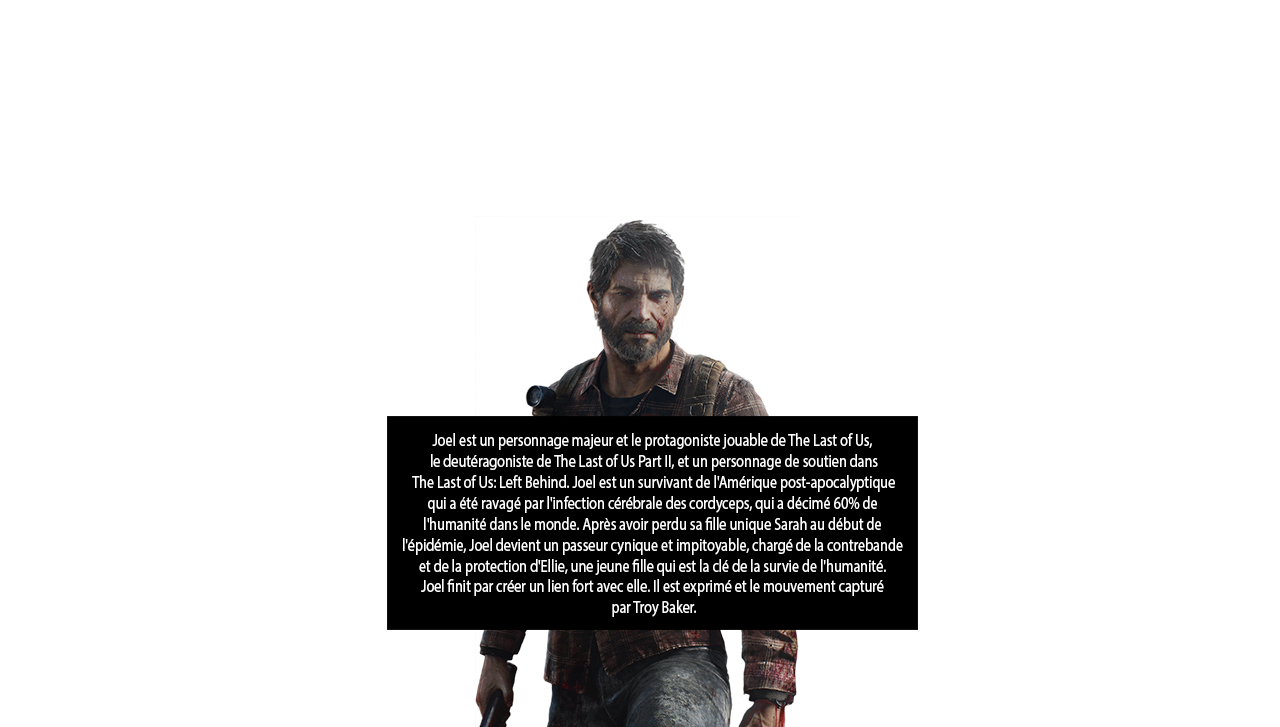 Joel est un personnage majeur et le protagoniste jouable de The Last of Us,
le deutéragoniste de The Last of Us Part II, et un personnage de soutien dans
The Last of Us: Left Behind. Joel est un survivant de l'Amérique post-apocalyptique
qui a été ravagé par l'infection cérébrale des cordyceps, qui a décimé 60% de
l'humanité dans le monde. Après avoir perdu sa fille unique Sarah au début de
l'épidémie, Joel devient un passeur cynique et impitoyable, chargé de la contrebande
et de la protection d'Ellie, une jeune fille qui est la clé de la survie de l'humanité.
Joel finit par créer un lien fort avec elle. Il est exprimé et le mouvement capturé
par Troy Baker.